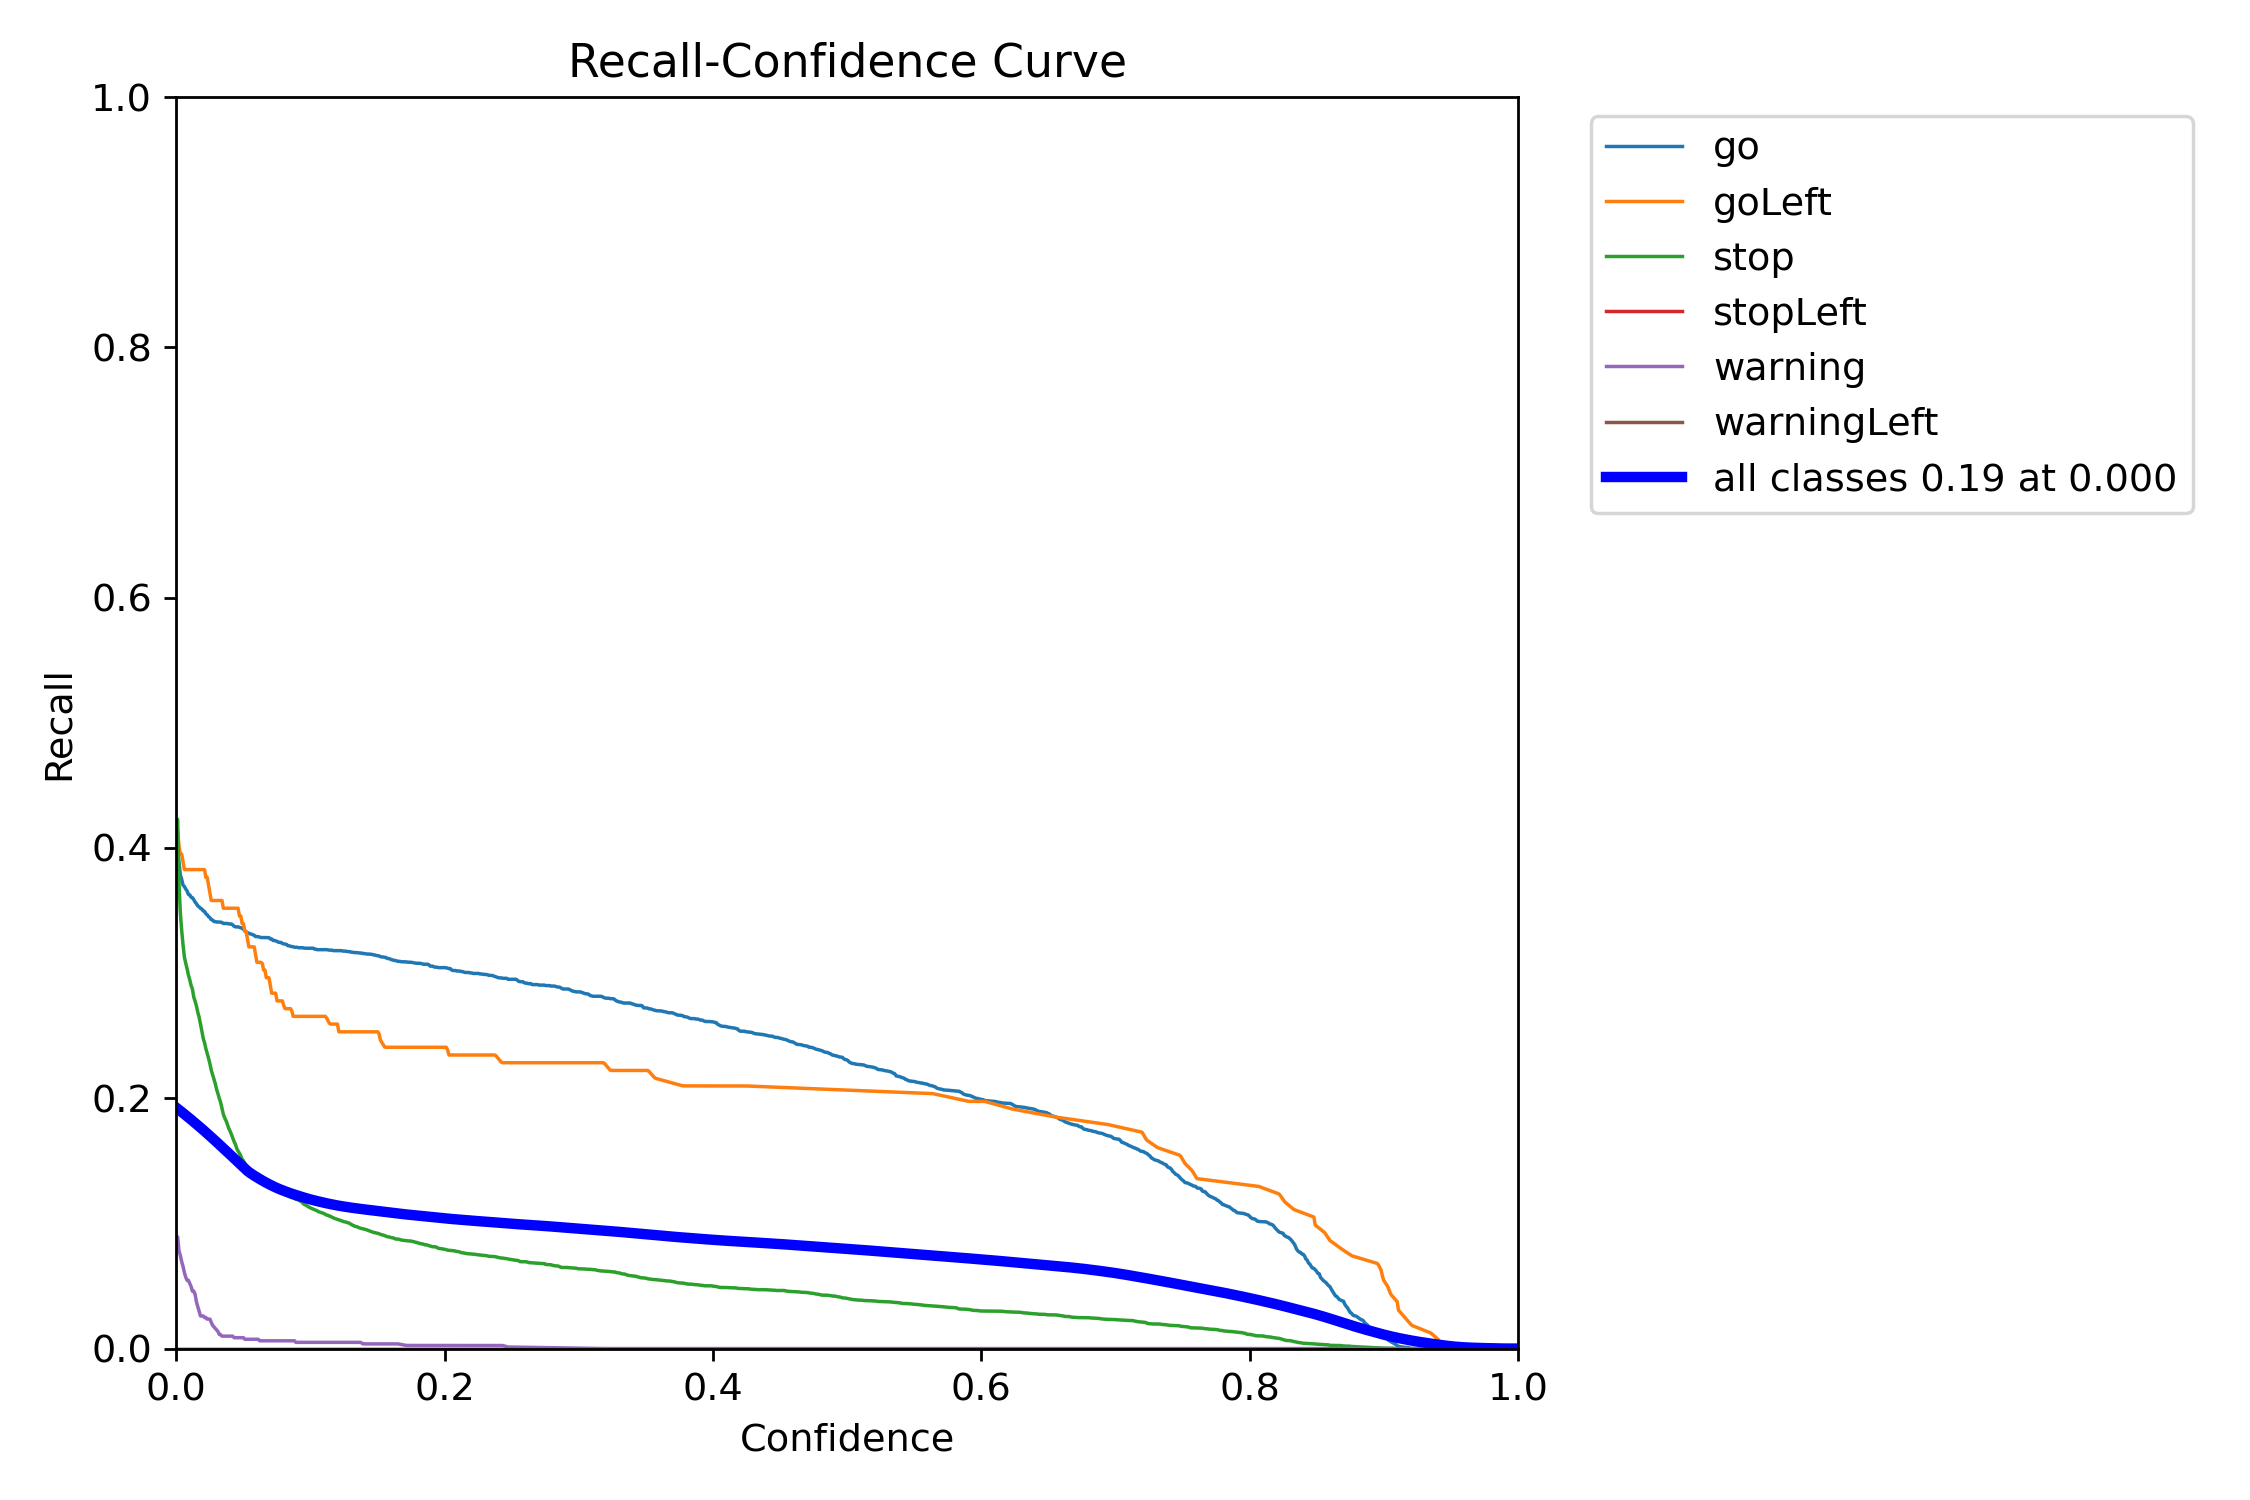 Recall-Confidence Curve
1.0
0.8
0.6
0.4
0.2
0.0
Recall
0.0 0.2 0.4 0.6 0.8 1.0
Confidence
go
goLeft
stop
stopLeft
warning
warningLeft
all classes 0.19 at 0.000